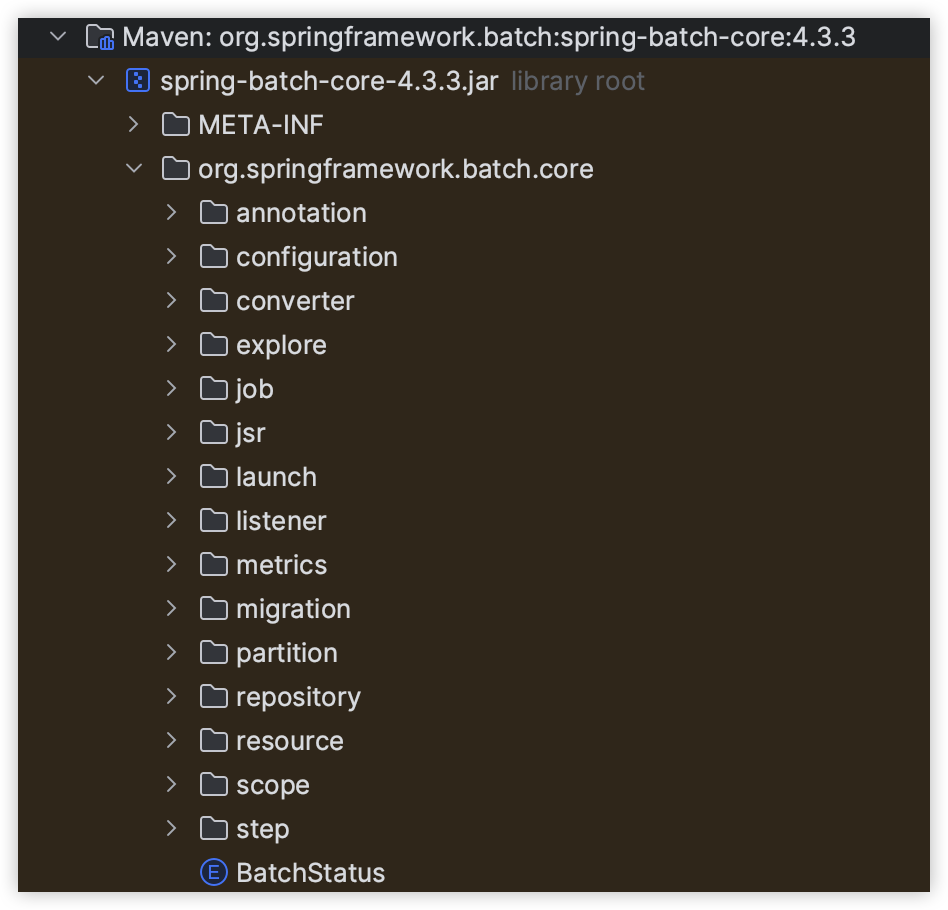 Maven: org.springframework.batch:spring-batch-core:4.3.3
spring-batch-core-4.3.3.jar library root
META-INF
org.springframework.batch.core
annotation
configuration
converter
explore
job
jsr
launch
listener
metrics
migration
partition
repository
resource
scope
step
E BatchStatus